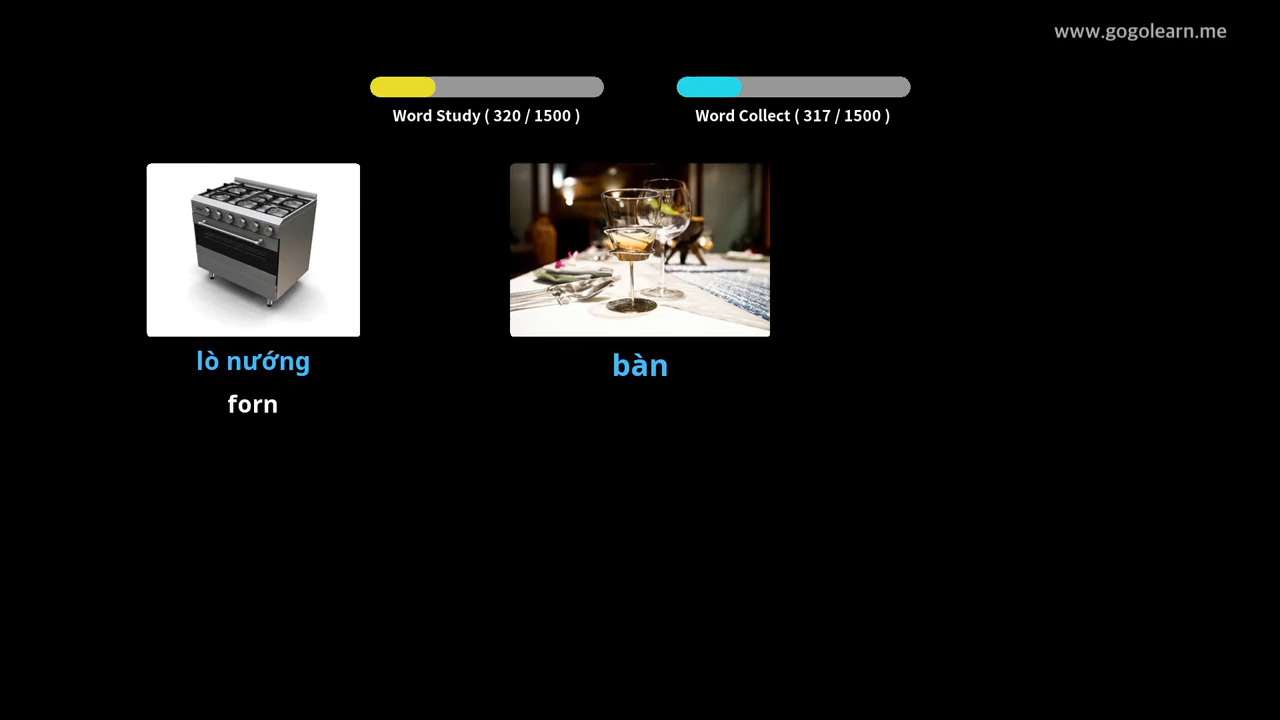 www.gogolearn.me
Word Study ( 320 / 1500 )
Word Collect ( 317 / 1500 )
lò nướng
forn
bàn